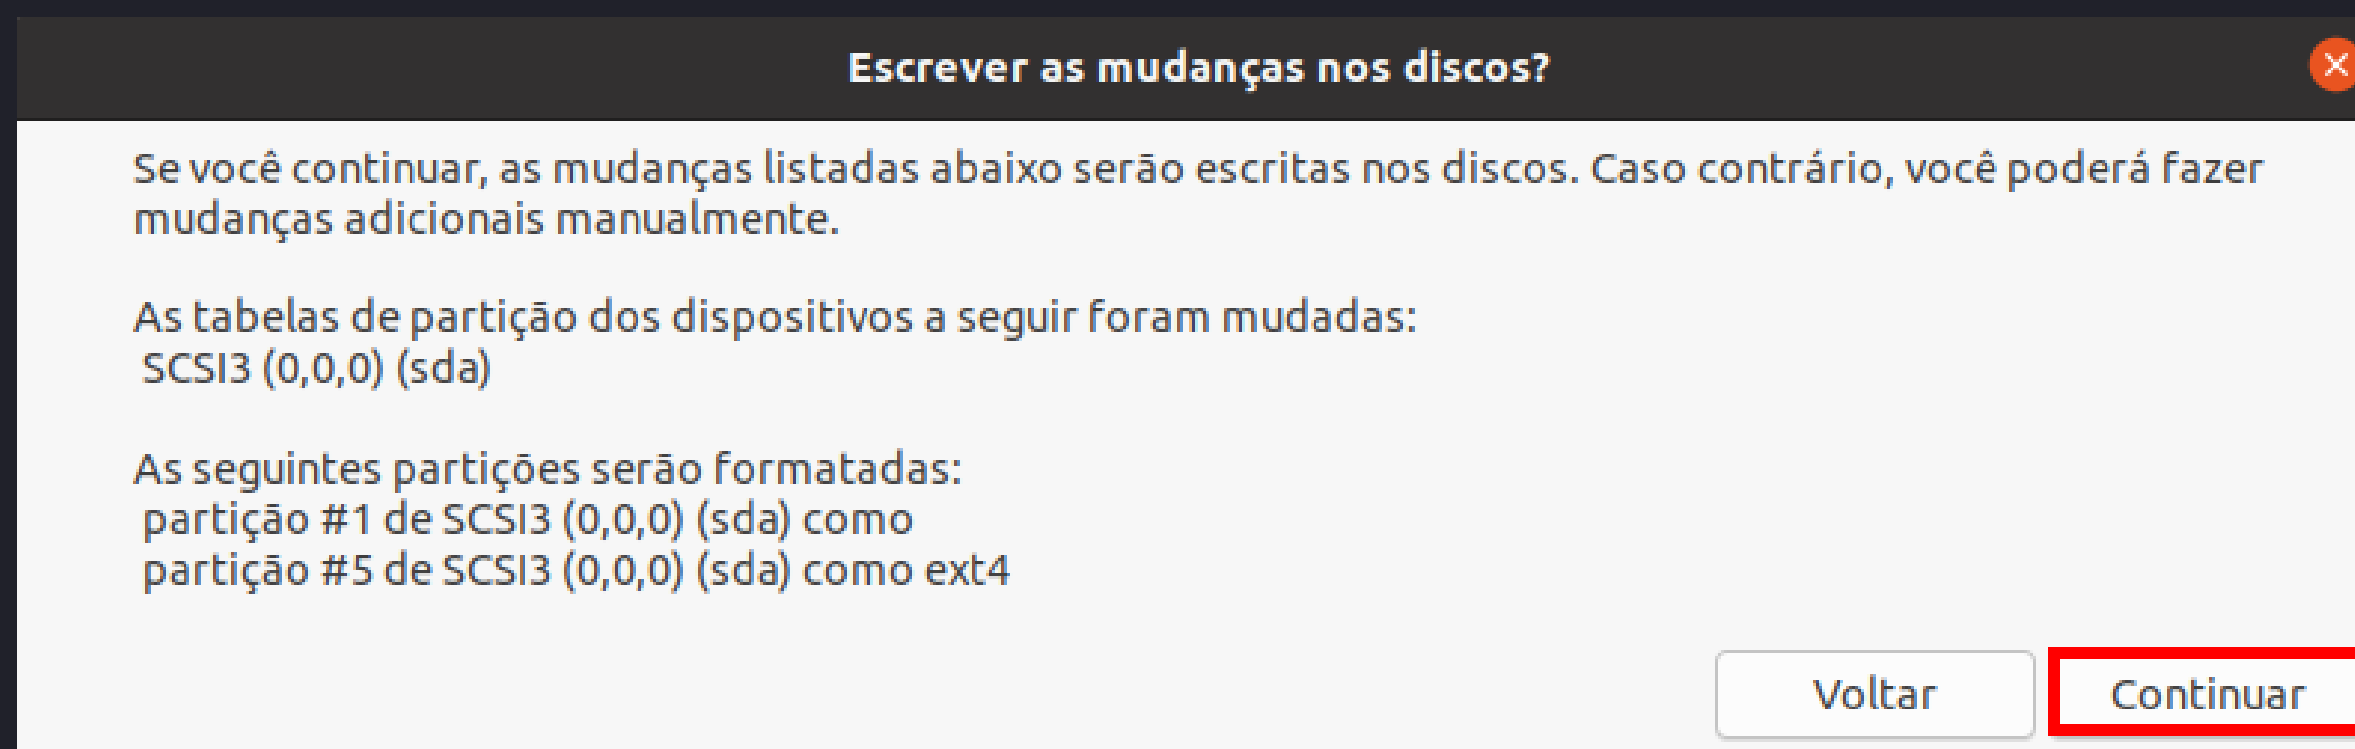 Escrever as mudanças nos discos?
Se você continuar, as mudanças listadas abaixo serão escritas nos discos. Caso contrário, você poderá fazer
mudanças adicionais manualmente.
As tabelas de partição dos dispositivos a seguir foram mudadas:
SCSI3 (0,0,0) (sda)
As seguintes partições serão formatadas:
partição #1 de SCSI3 (0,0,0) (sda) como
partição #5 de SCSI3 (0,0,0) (sda) como ext4
Voltar Continuar